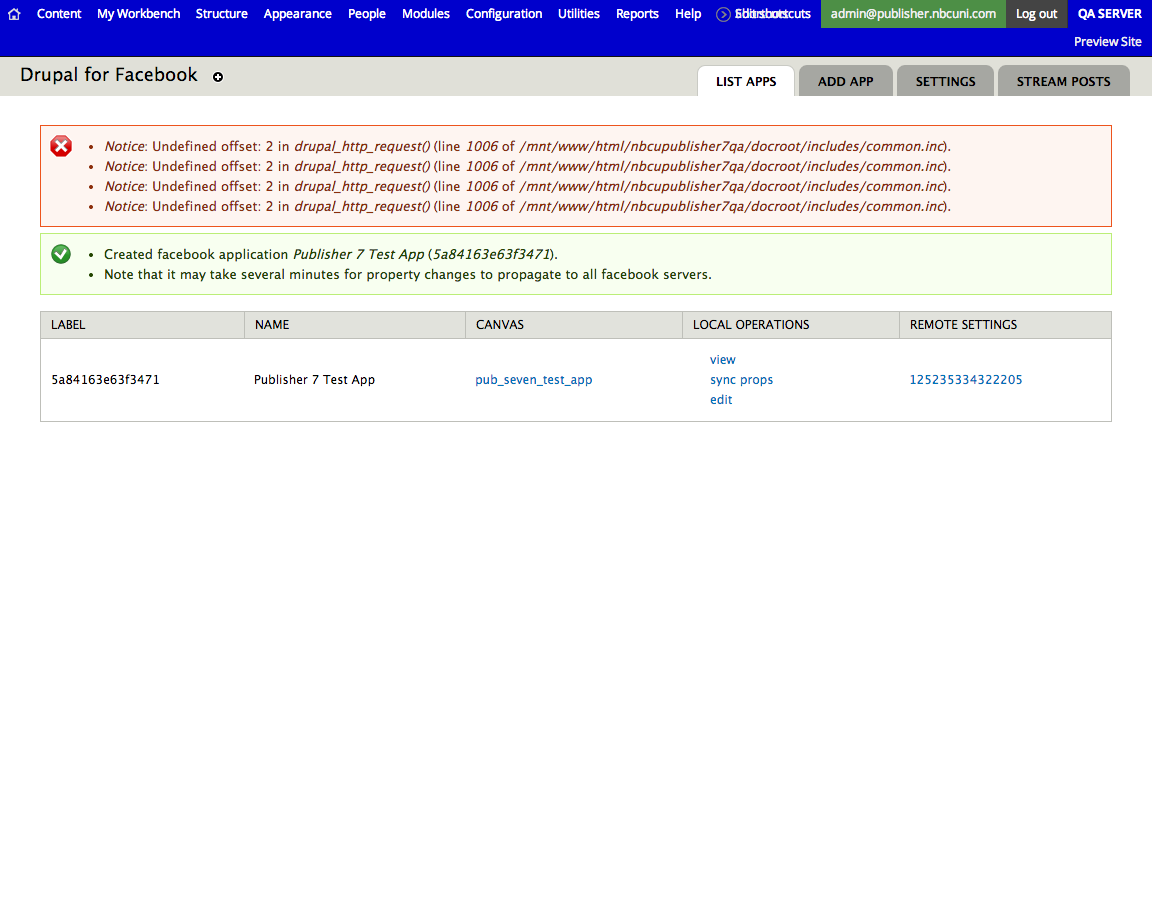 Content My Workbench Structure Appearance People Modules Configuration Utilities Reports Help admin@publisher.nbcuni.com Log out QA SERVER
Preview Site
Drupal for Facebook
LIST APPS ADD APP SETTINGS STREAM POSTS
• Notice: Undefined offset: 2 in drupal_http_request() (line 1006 of /mnt/www/html/nbcupublisher7qa/docroot/includes/common.inc).
• Notice: Undefined offset: 2 in drupal_http_request() (line 1006 of /mnt/www/html/nbcupublisher7qa/docroot/includes/common.inc).
• Notice: Undefined offset: 2 in drupal_http_request() (line 1006 of /mnt/www/html/nbcupublisher7qa/docroot/includes/common.inc).
• Notice: Undefined offset: 2 in drupal_http_request() (line 1006 of /mnt/www/html/nbcupublisher7qa/docroot/includes/common.inc).
• Created facebook application Publisher 7 Test App (5a84163e63f3471).
• Note that it may take several minutes for property changes to propagate to all facebook servers.
LABEL NAME CANVAS LOCAL OPERATIONS REMOTE SETTINGS
view
5a84163e63f3471 Publisher 7 Test App pub_seven_test_app sync props 125235334322205
edit